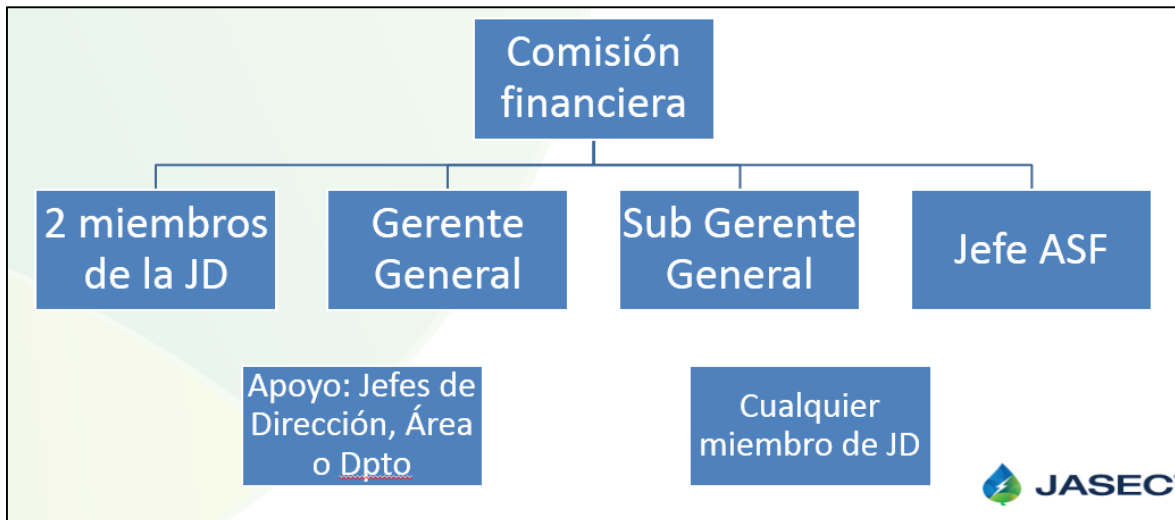 Comisión
financiera
2 miembros
de la JD
Gerente
General
Sub Gerente
General
Jefe ASF
Apoyo: Jefes de
Dirección, Área
o Dpto
Cualquier
miembro de JD
JASEC